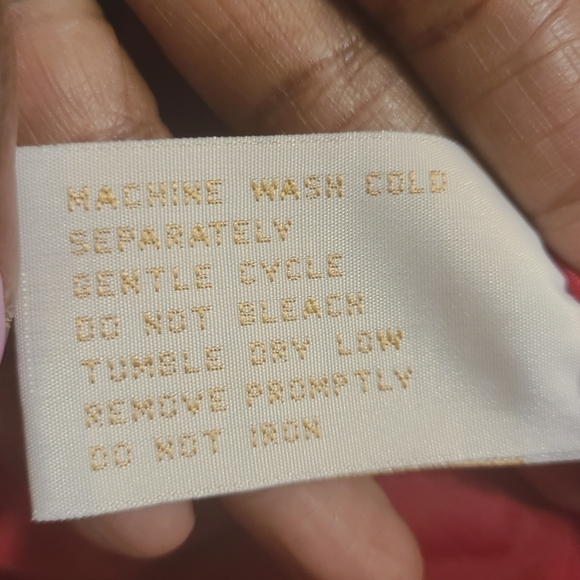 MACHINE WASH COLD
SEPARATELY
GENTLE CYCLE
DO NOT BLEACH
TUMBLE DRY LOW
REMOVE PROMPTLY
DO NOT IRON